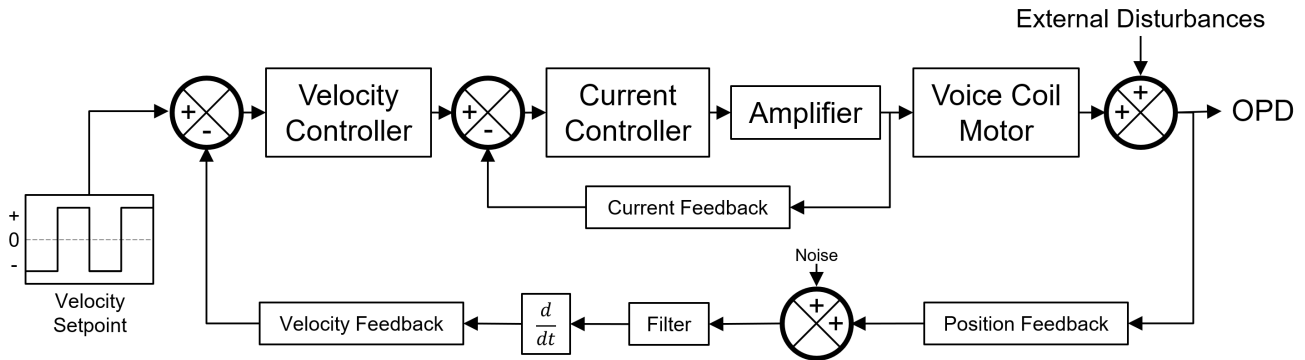 External Disturbances
Velocity
Controller
Current
Controller
Amplifier
Voice Coil
Motor
OPD
+
-
+
-
+
+
Current Feedback
+
0
-
Velocity
Setpoint
Noise
+
+
Velocity Feedback
d
dt
Filter
Position Feedback